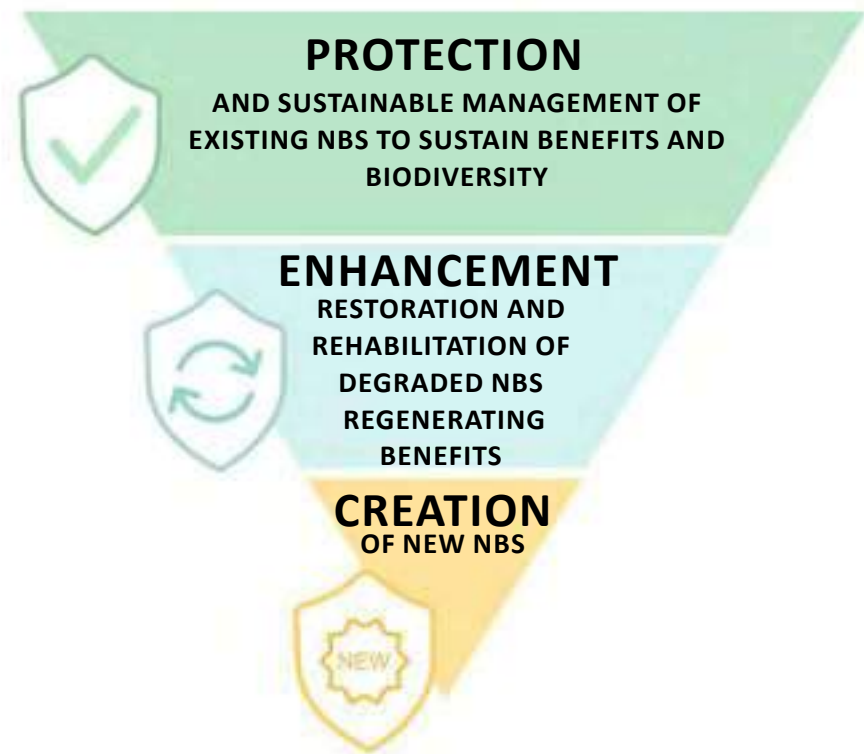 PROTECTION
AND SUSTAINABLE MANAGEMENT OF
EXISTING NBS TO SUSTAIN BENEFITS AND
BIODIVERSITY
ENHANCEMENT
RESTORATION AND
REHABILITATION OF
DEGRADED NBS
REGENERATING
BENEFITS
CREATION
OF NEW NBS
NEW